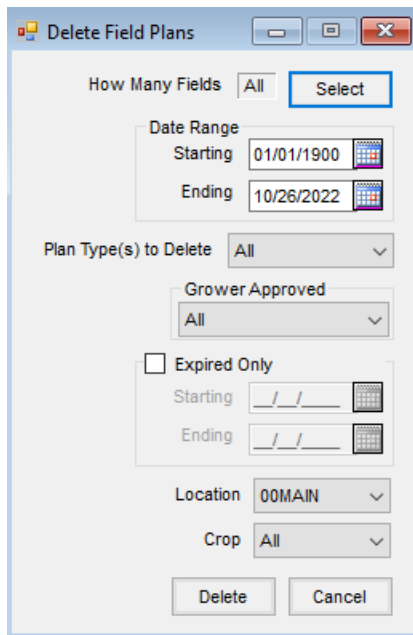 Delete Field Plans
How Many Fields All Select
Date Range
Starting 01/01/1900
Ending 10/26/2022
Plan Type(s) to Delete All
Grower Approved
All
Expired Only
Starting __/__/____
Ending __/__/____
Location 00MAIN
Crop All
Delete Cancel